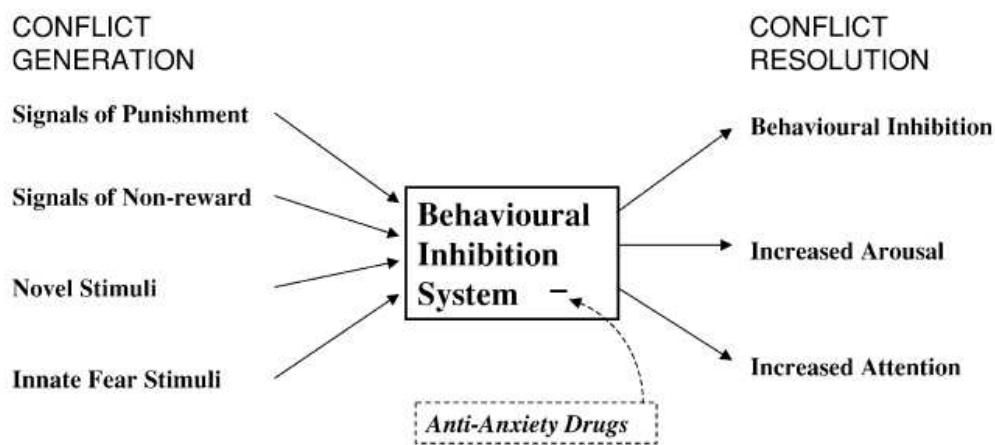 CONFLICT
GENERATION
Signals of Punishment
Signals of Non-reward
Novel Stimuli
Innate Fear Stimuli
Behavioural
Inhibition
System –
Anti-Anxiety Drugs
CONFLICT
RESOLUTION
Behavioural Inhibition
Increased Arousal
Increased Attention